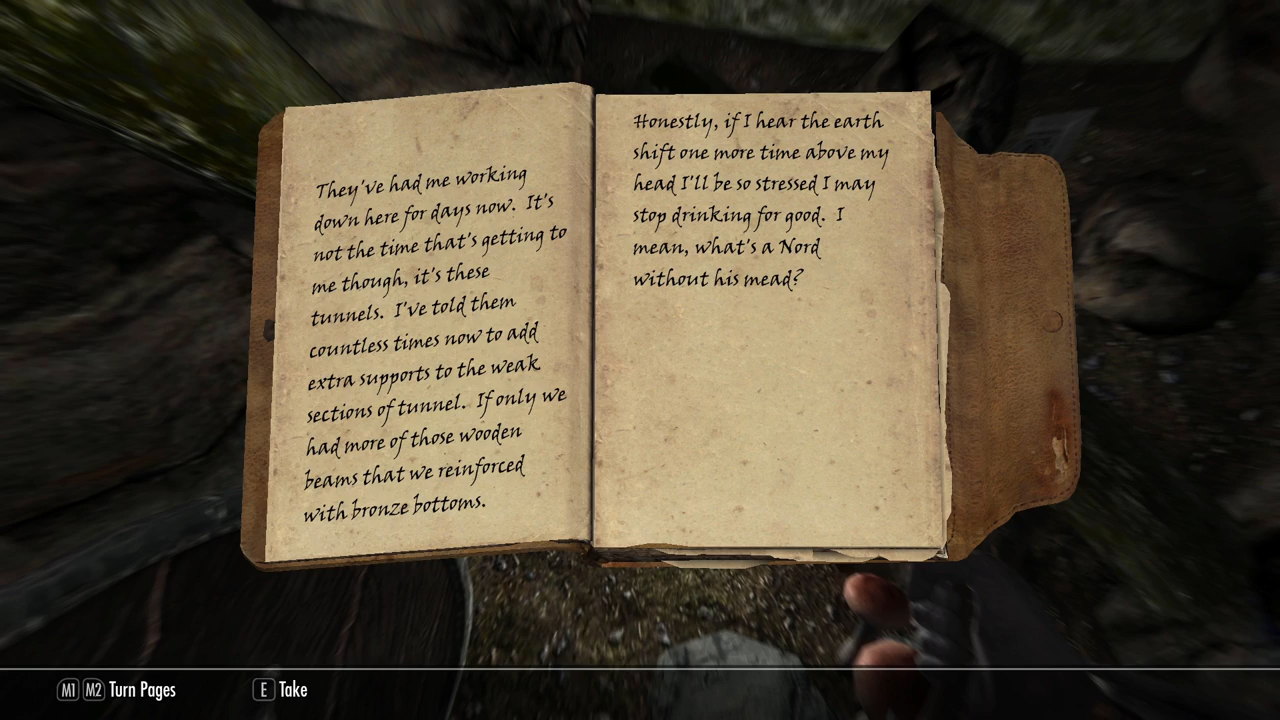 They've had me working
down here for days now.  It's
not the time that's getting to
me though, it's these
tunnels.  I've told them
countless times now to add
extra supports to the weak
sections of tunnel.  If only we
had more of those wooden
beams that we reinforced
with bronze bottoms.
Honestly, if I hear the earth
shift one more time above my
head I'll be so stressed I may
stop drinking for good.  I
mean, what's a Nord
without his mead?
M1 M2 Turn Pages
E Take